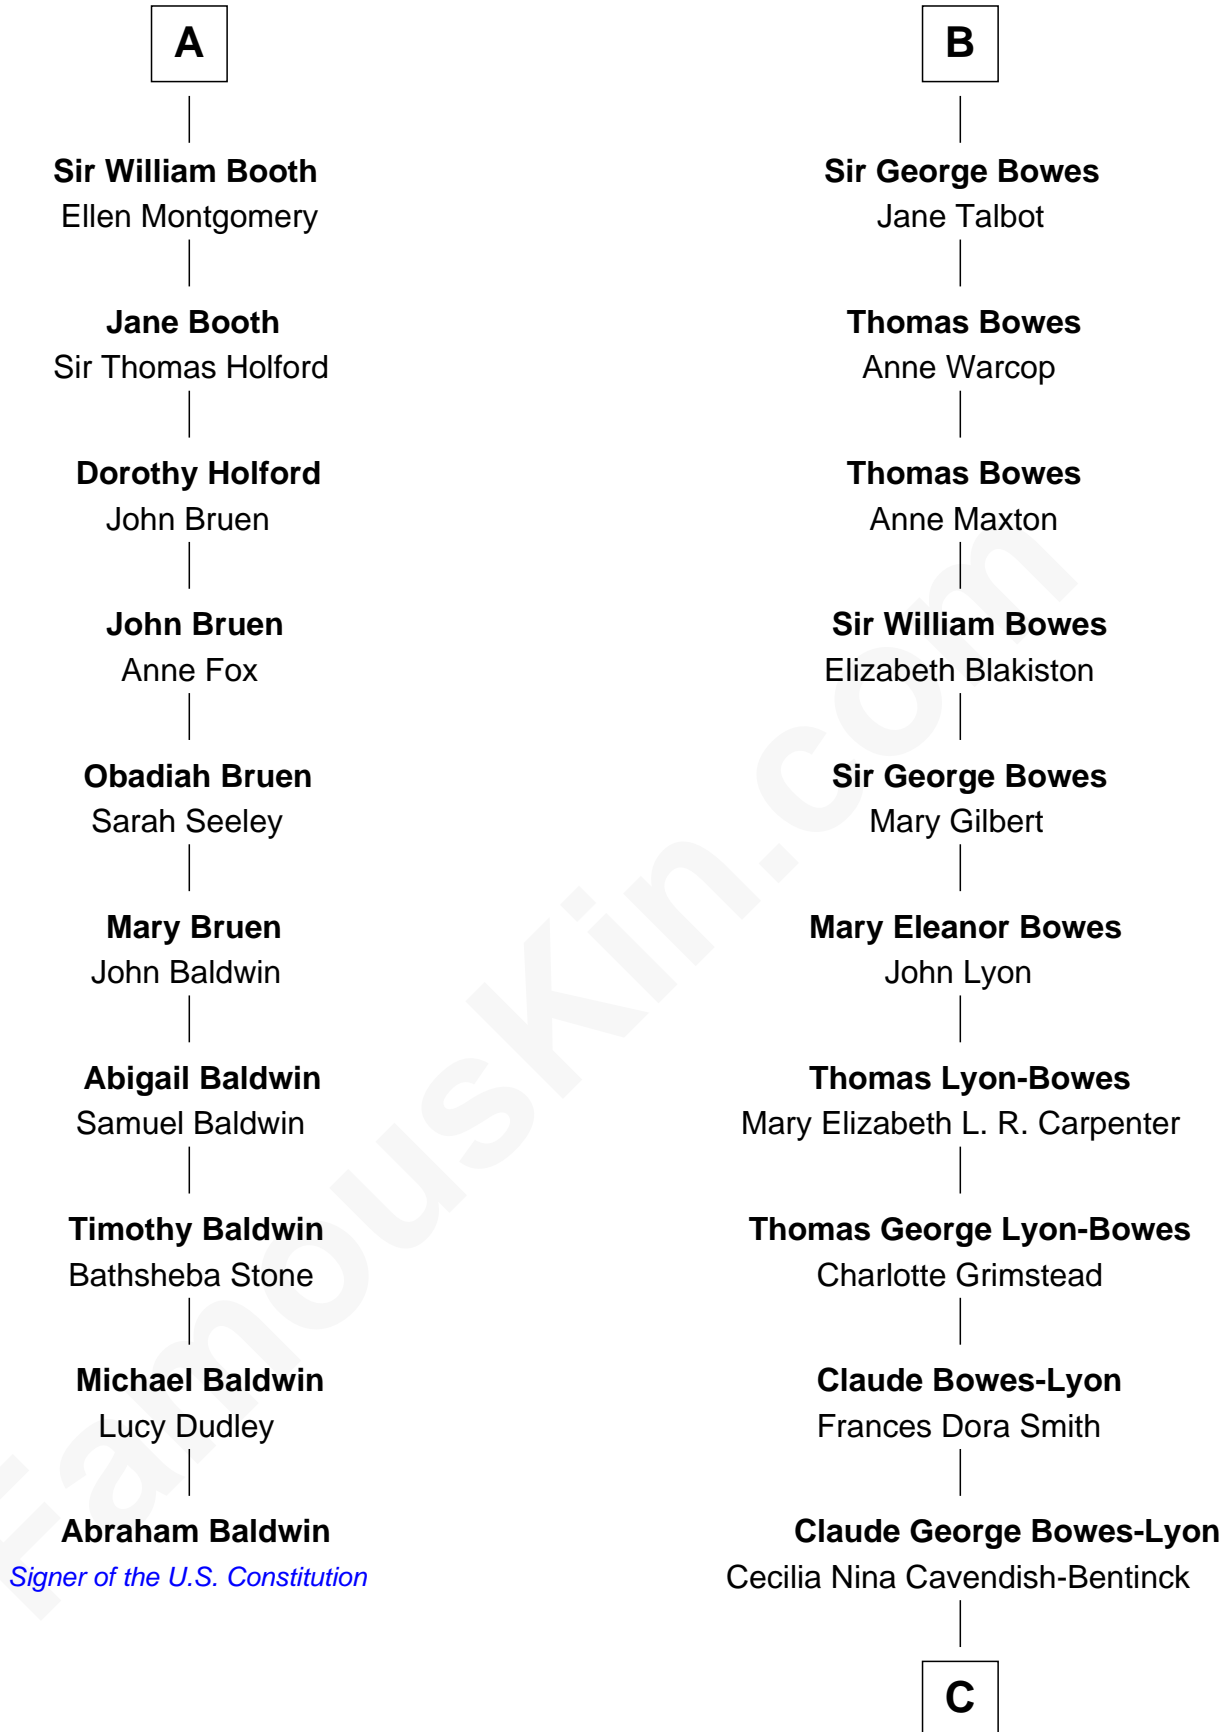 A
Sir William Booth
Ellen Montgomery
Jane Booth
Sir Thomas Holford
Dorothy Holford
John Bruen
John Bruen
Anne Fox
Obadiah Bruen
Sarah Seeley
Mary Bruen
John Baldwin
Abigail Baldwin
Samuel Baldwin
Timothy Baldwin
Bathsheba Stone
Michael Baldwin
Lucy Dudley
Abraham Baldwin
Signer of the U.S. Constitution
B
Sir George Bowes
Jane Talbot
Thomas Bowes
Anne Warcop
Thomas Bowes
Anne Maxton
Sir William Bowes
Elizabeth Blakiston
Sir George Bowes
Mary Gilbert
Mary Eleanor Bowes
John Lyon
Thomas Lyon-Bowes
Mary Elizabeth L. R. Carpenter
Thomas George Lyon-Bowes
Charlotte Grimstead
Claude Bowes-Lyon
Frances Dora Smith
Claude George Bowes-Lyon
Cecilia Nina Cavendish-Bentinck
C
FamousKin.com